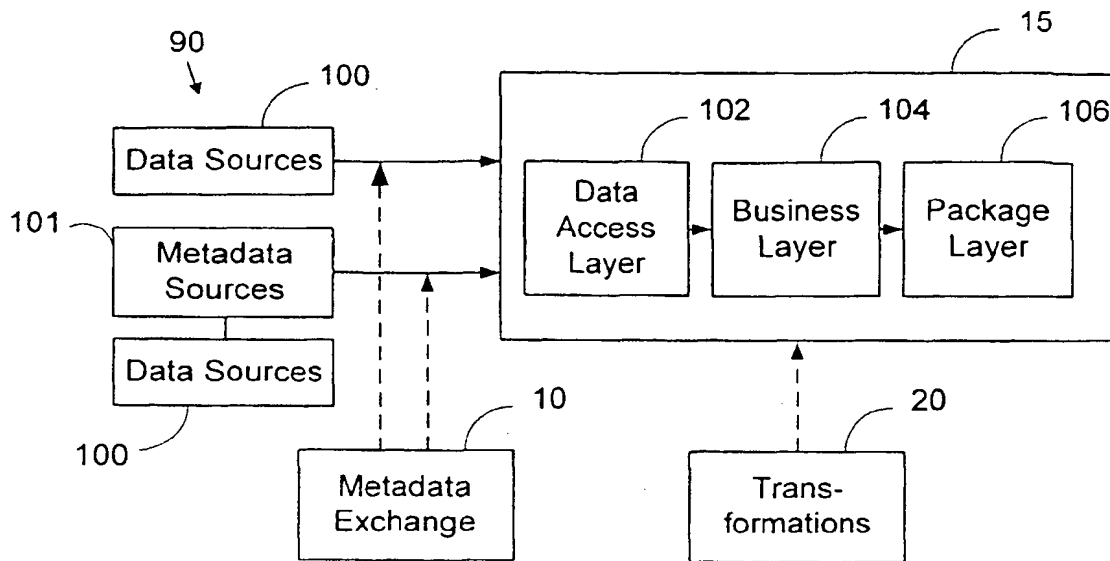 90
100
15
Data Sources
102
104
106
101
Metadata
Sources
Data
Access
Layer
Business
Layer
Package
Layer
Data Sources
100
10
20
Metadata
Exchange
Trans-
formations